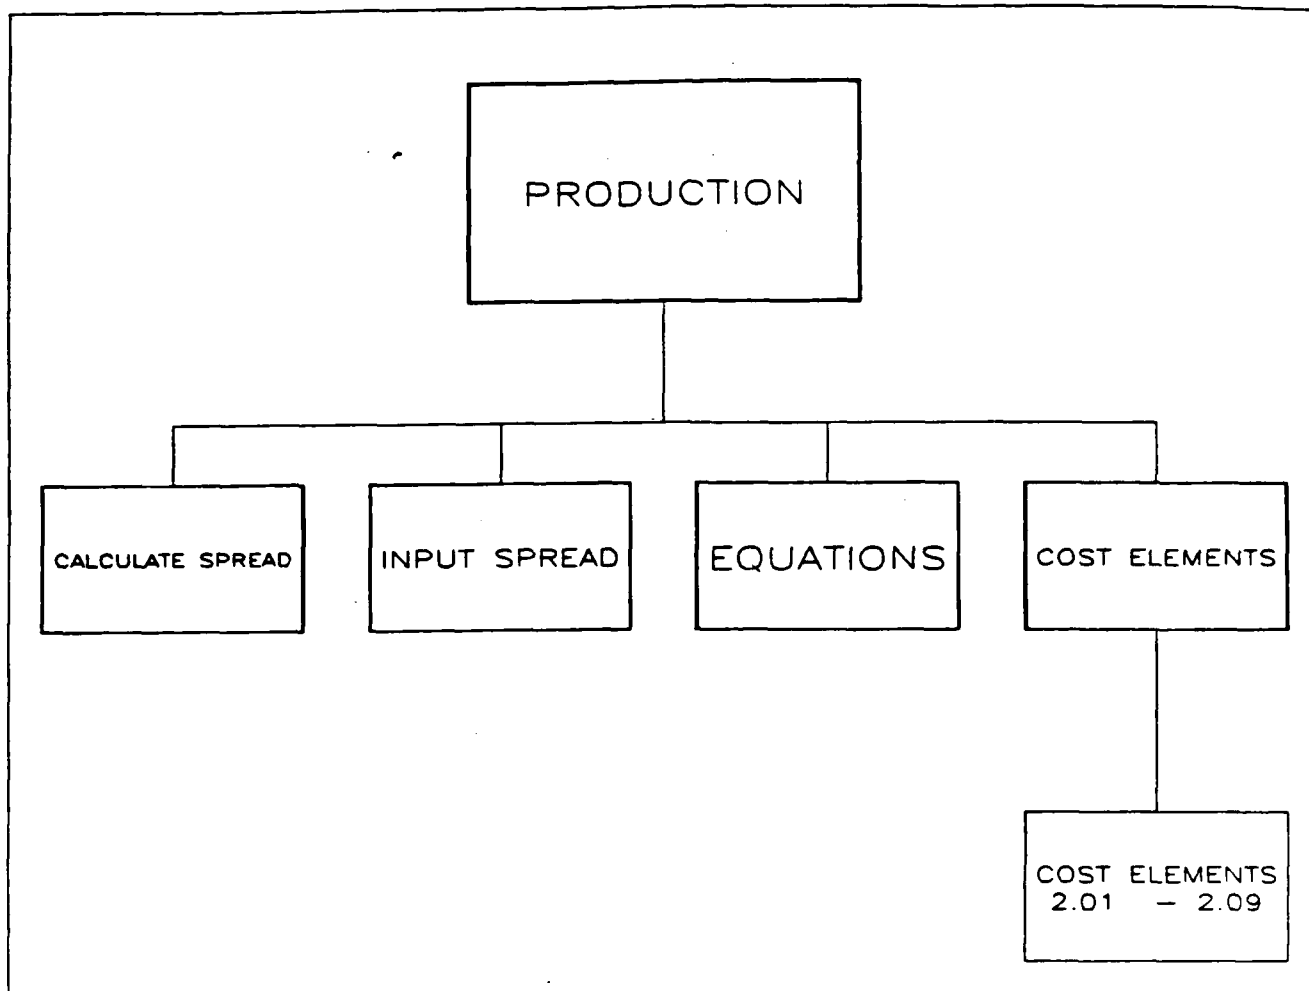 PRODUCTION
CALCULATE SPREAD
INPUT SPREAD
EQUATIONS
COST ELEMENTS
COST ELEMENTS
2.01 – 2.09